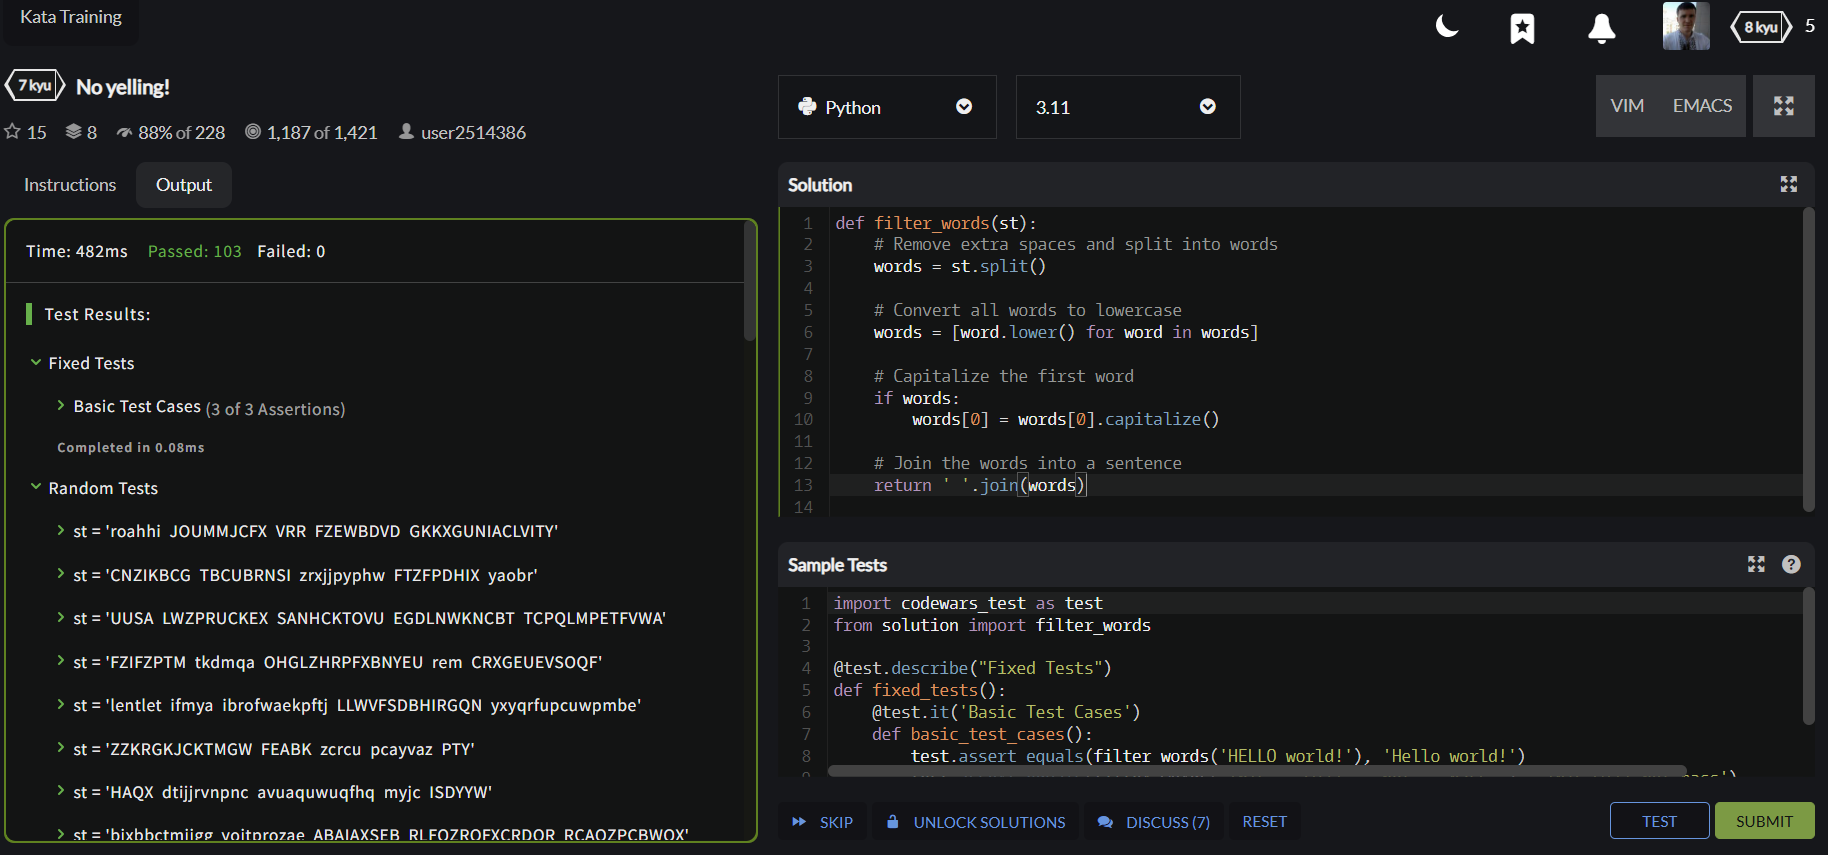 Kata Training
8 kyu 5
7 kyu No yelling!
15 8 88% of 228 1,187 of 1,421 user2514386
Instructions Output
Time: 482ms Passed: 103 Failed: 0
Test Results:
Fixed Tests
Basic Test Cases (3 of 3 Assertions)
Completed in 0.08ms
Random Tests
st = 'roahhi JOUMMJCFX VRR FZEWBDVD GKKXGUNIACLVITY'
st = 'CNZIKBCG TBCUBRNSI zrxjjpyphw FTZFPDHIX yaobr'
st = 'UUSA LWZPRUCKEX SANHCKTOVU EGDLNWKNCBT TCPQLMPETFVWA'
st = 'FZIFZPTM tkdmqa OHGLZHRPFXBNYEU rem CRXGEUEVSOQF'
st = 'lentlet ifmya ibrofwaekpftj LLWVFSDBHIRGQN yxyqrfupcuwpmbe'
st = 'ZZKRGKJCKTMGW FEABK zcrcu pcayvaz PTY'
st = 'HAQX dtijjrvnpnc avuaquwuqfhq myjc ISDYYW'
st =
Python 3.11 VIM EMACS
Solution
1 def filter_words(st):
2     # Remove extra spaces and split into words
3     words = st.split()
4
5     # Convert all words to lowercase
6     words = [word.lower() for word in words]
7
8     # Capitalize the first word
9     if words:
10         words[0] = words[0].capitalize()
11
12     # Join the words into a sentence
13     return ' '.join(words)
14
Sample Tests
1 import codewars_test as test
2 from solution import filter_words
3
4 @test.describe("Fixed Tests")
5 def fixed_tests():
6     @test.it('Basic Test Cases')
7     def basic_test_cases():
8         test.assert_equals(filter_words('HELLO world!'), 'Hello world!')
SKIP UNLOCK SOLUTIONS DISCUSS (7) RESET TEST SUBMIT